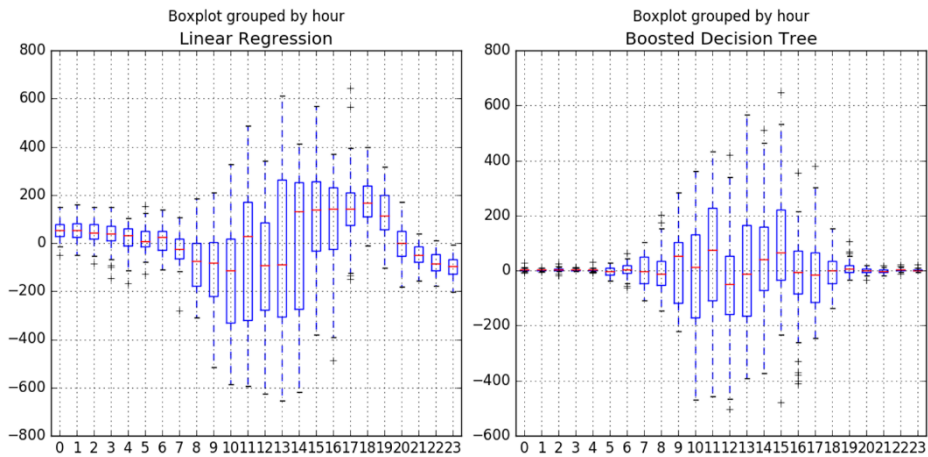 Boxplot grouped by hour
Linear Regression
800
600
400
200
0
−200
−400
−600
−800
0 1 2 3 4 5 6 7 8 9 10 11 12 13 14 15 16 17 18 19 20 21 22 23
Boxplot grouped by hour
Boosted Decision Tree
800
600
400
200
0
−200
−400
−600
0 1 2 3 4 5 6 7 8 9 10 11 12 13 14 15 16 17 18 19 20 21 22 23